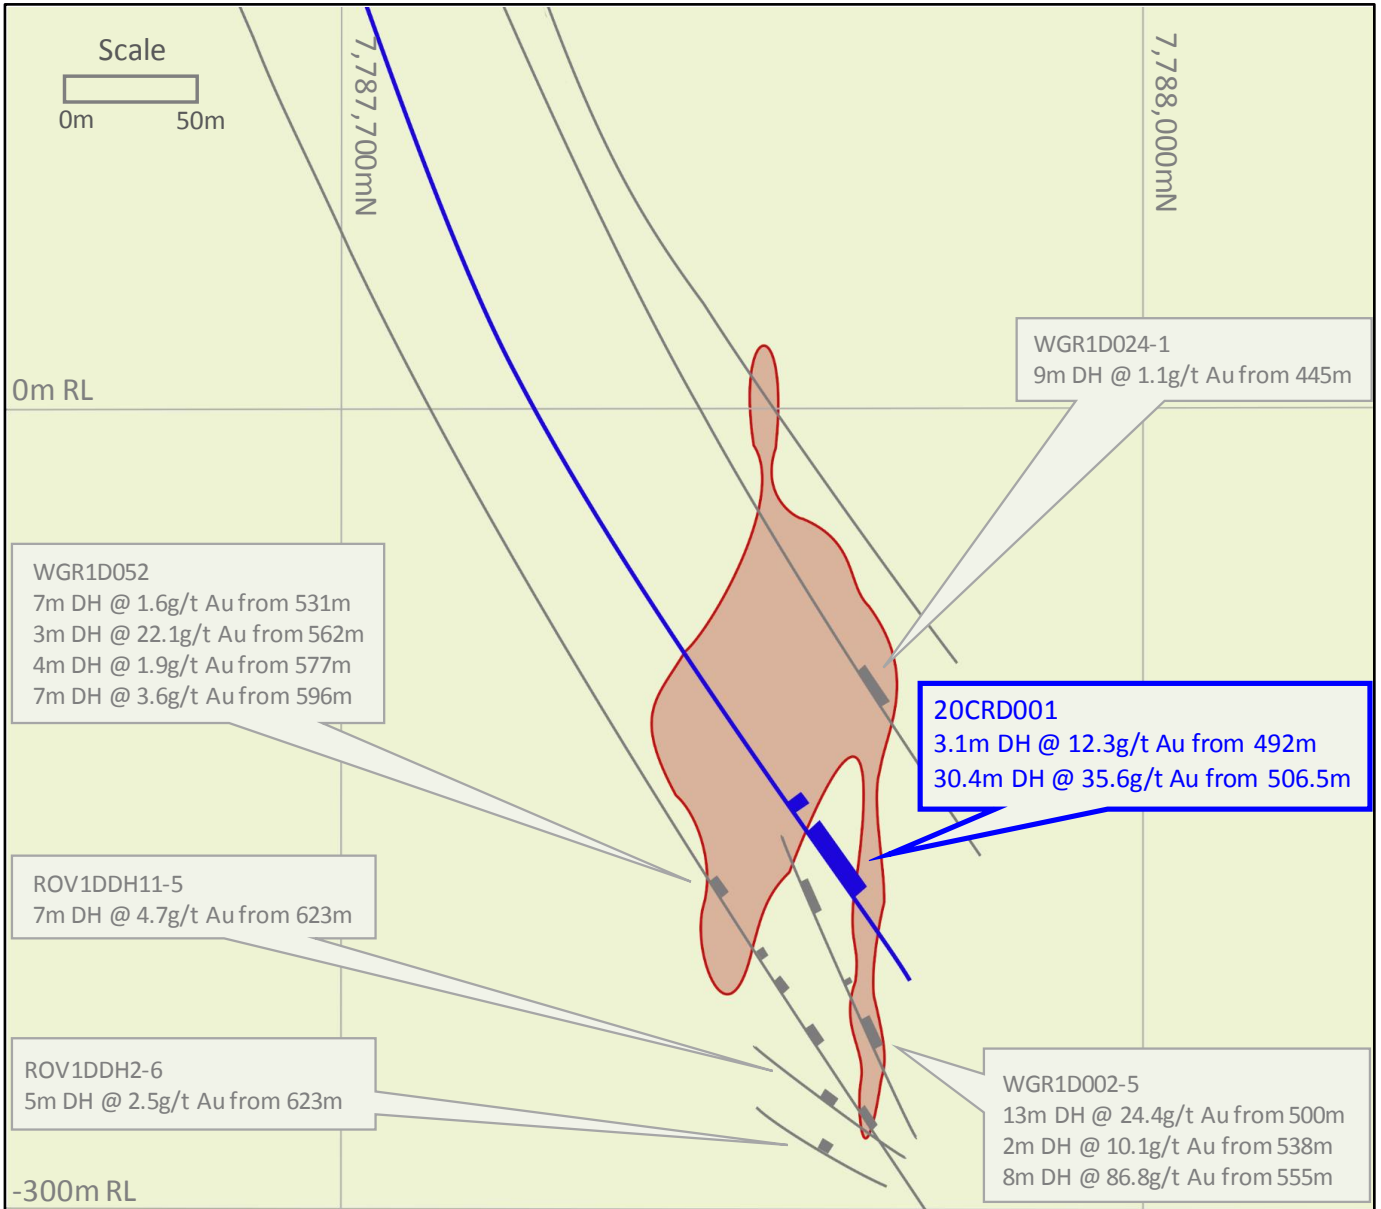 Scale
0m 50m
7,787,700mN
7,788,000mN
WGR1D024-1
9m DH @ 1.1g/t Au from 445m
0m RL
WGR1D052
7m DH @ 1.6g/t Au from 531m
3m DH @ 22.1g/t Au from 562m
4m DH @ 1.9g/t Au from 577m
7m DH @ 3.6g/t Au from 596m
20CRD001
3.1m DH @ 12.3g/t Au from 492m
30.4m DH @ 35.6g/t Au from 506.5m
ROV1DDH11-5
7m DH @ 4.7g/t Au from 623m
ROV1DDH2-6
5m DH @ 2.5g/t Au from 623m
WGR1D002-5
13m DH @ 24.4g/t Au from 500m
2m DH @ 10.1g/t Au from 538m
8m DH @ 86.8g/t Au from 555m
-300m RL